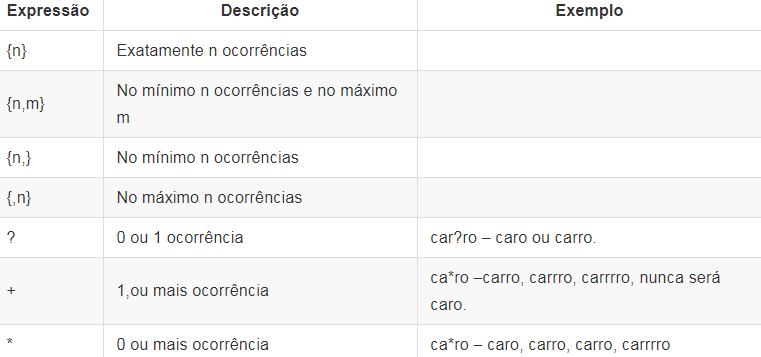 Expressão Descrição Exemplo
{n} Exatamente n ocorrências
{n,m} No mínimo n ocorrências e no máximo
m
{n,} No mínimo n ocorrências
{,n} No máximo n ocorrências
? 0 ou 1 ocorrência car?ro – caro ou carro.
+ 1,ou mais ocorrência ca*ro –carro, carrro, carrrro, nunca será
caro.
* 0 ou mais ocorrência ca*ro – caro, carro, carro, carrrro